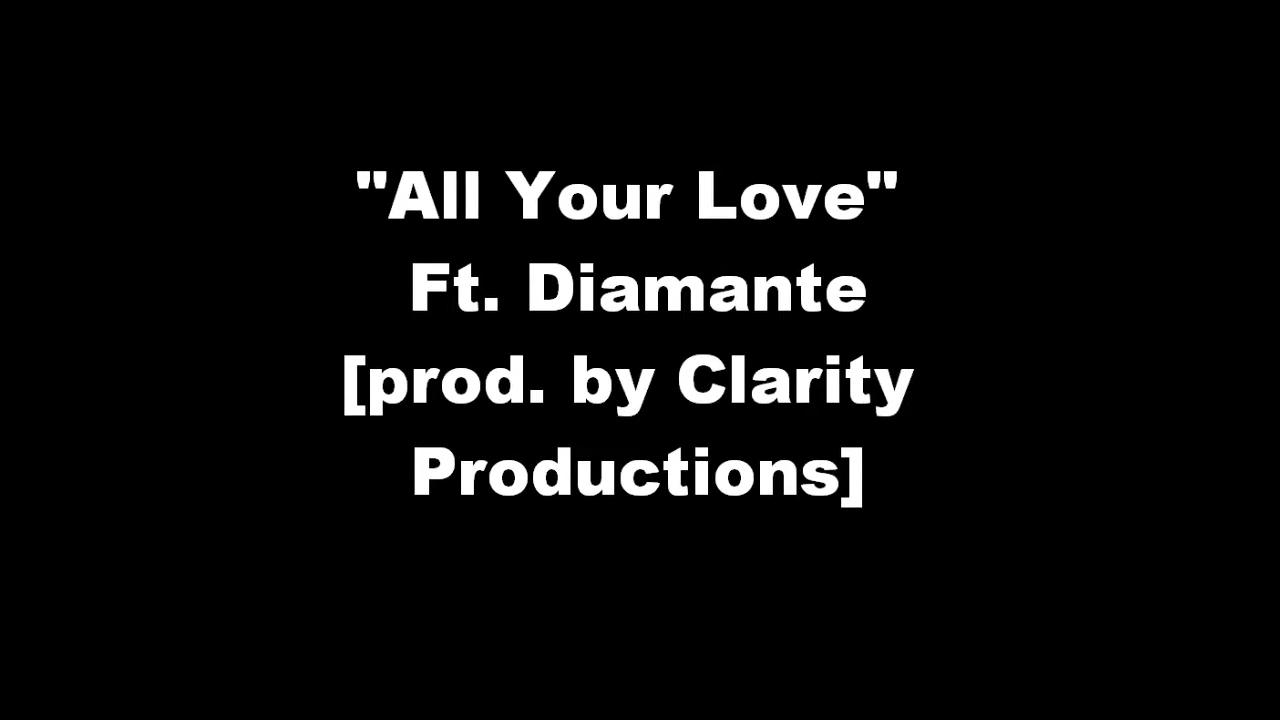 "All Your Love"
Ft. Diamante
[prod. by Clarity
Productions]